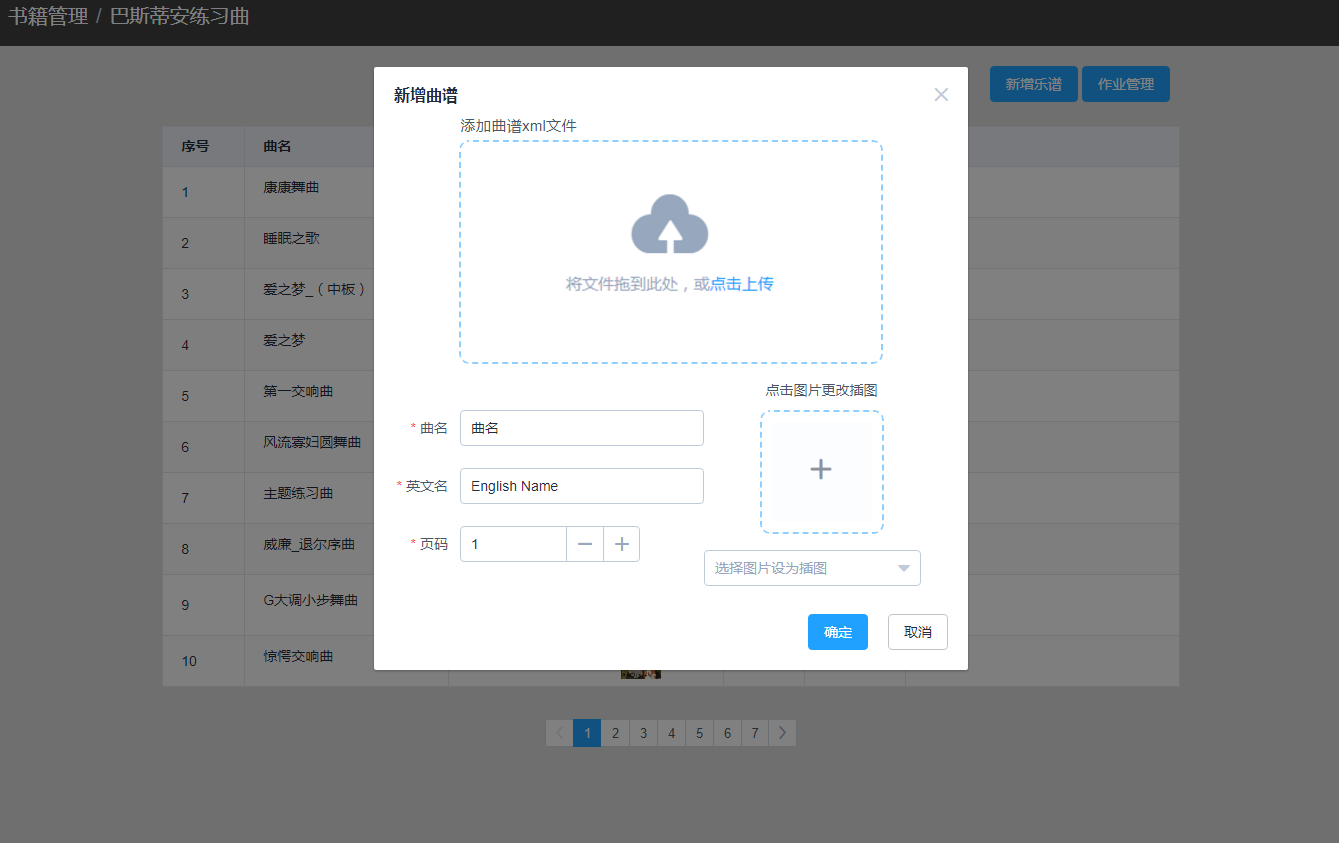 书籍管理 / 巴斯蒂安练习曲
新增乐谱 作业管理
新增曲谱
添加曲谱xml文件
将文件拖到此处，或点击上传
点击图片更改插图
* 曲名 曲名
* 英文名 English Name
* 页码 1
选择图片设为插图
确定 取消
序号 曲名
1 康康舞曲
2 睡眠之歌
3 爱之梦_（中板）
4 爱之梦
5 第一交响曲
6 风流寡妇圆舞曲
7 主题练习曲
8 威廉_退尔序曲
9 G大调小步舞曲
10 惊愕交响曲
1 2 3 4 5 6 7